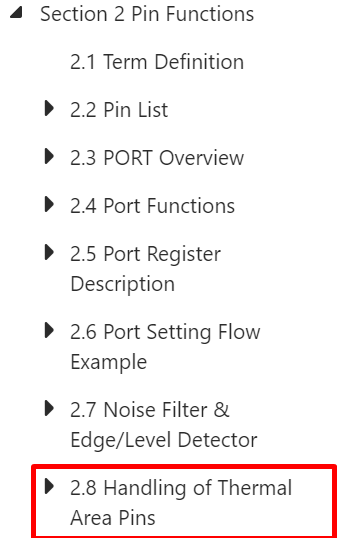 Section 2 Pin Functions
2.1 Term Definition
2.2 Pin List
2.3 PORT Overview
2.4 Port Functions
2.5 Port Register
Description
2.6 Port Setting Flow
Example
2.7 Noise Filter &
Edge/Level Detector
2.8 Handling of Thermal
Area Pins